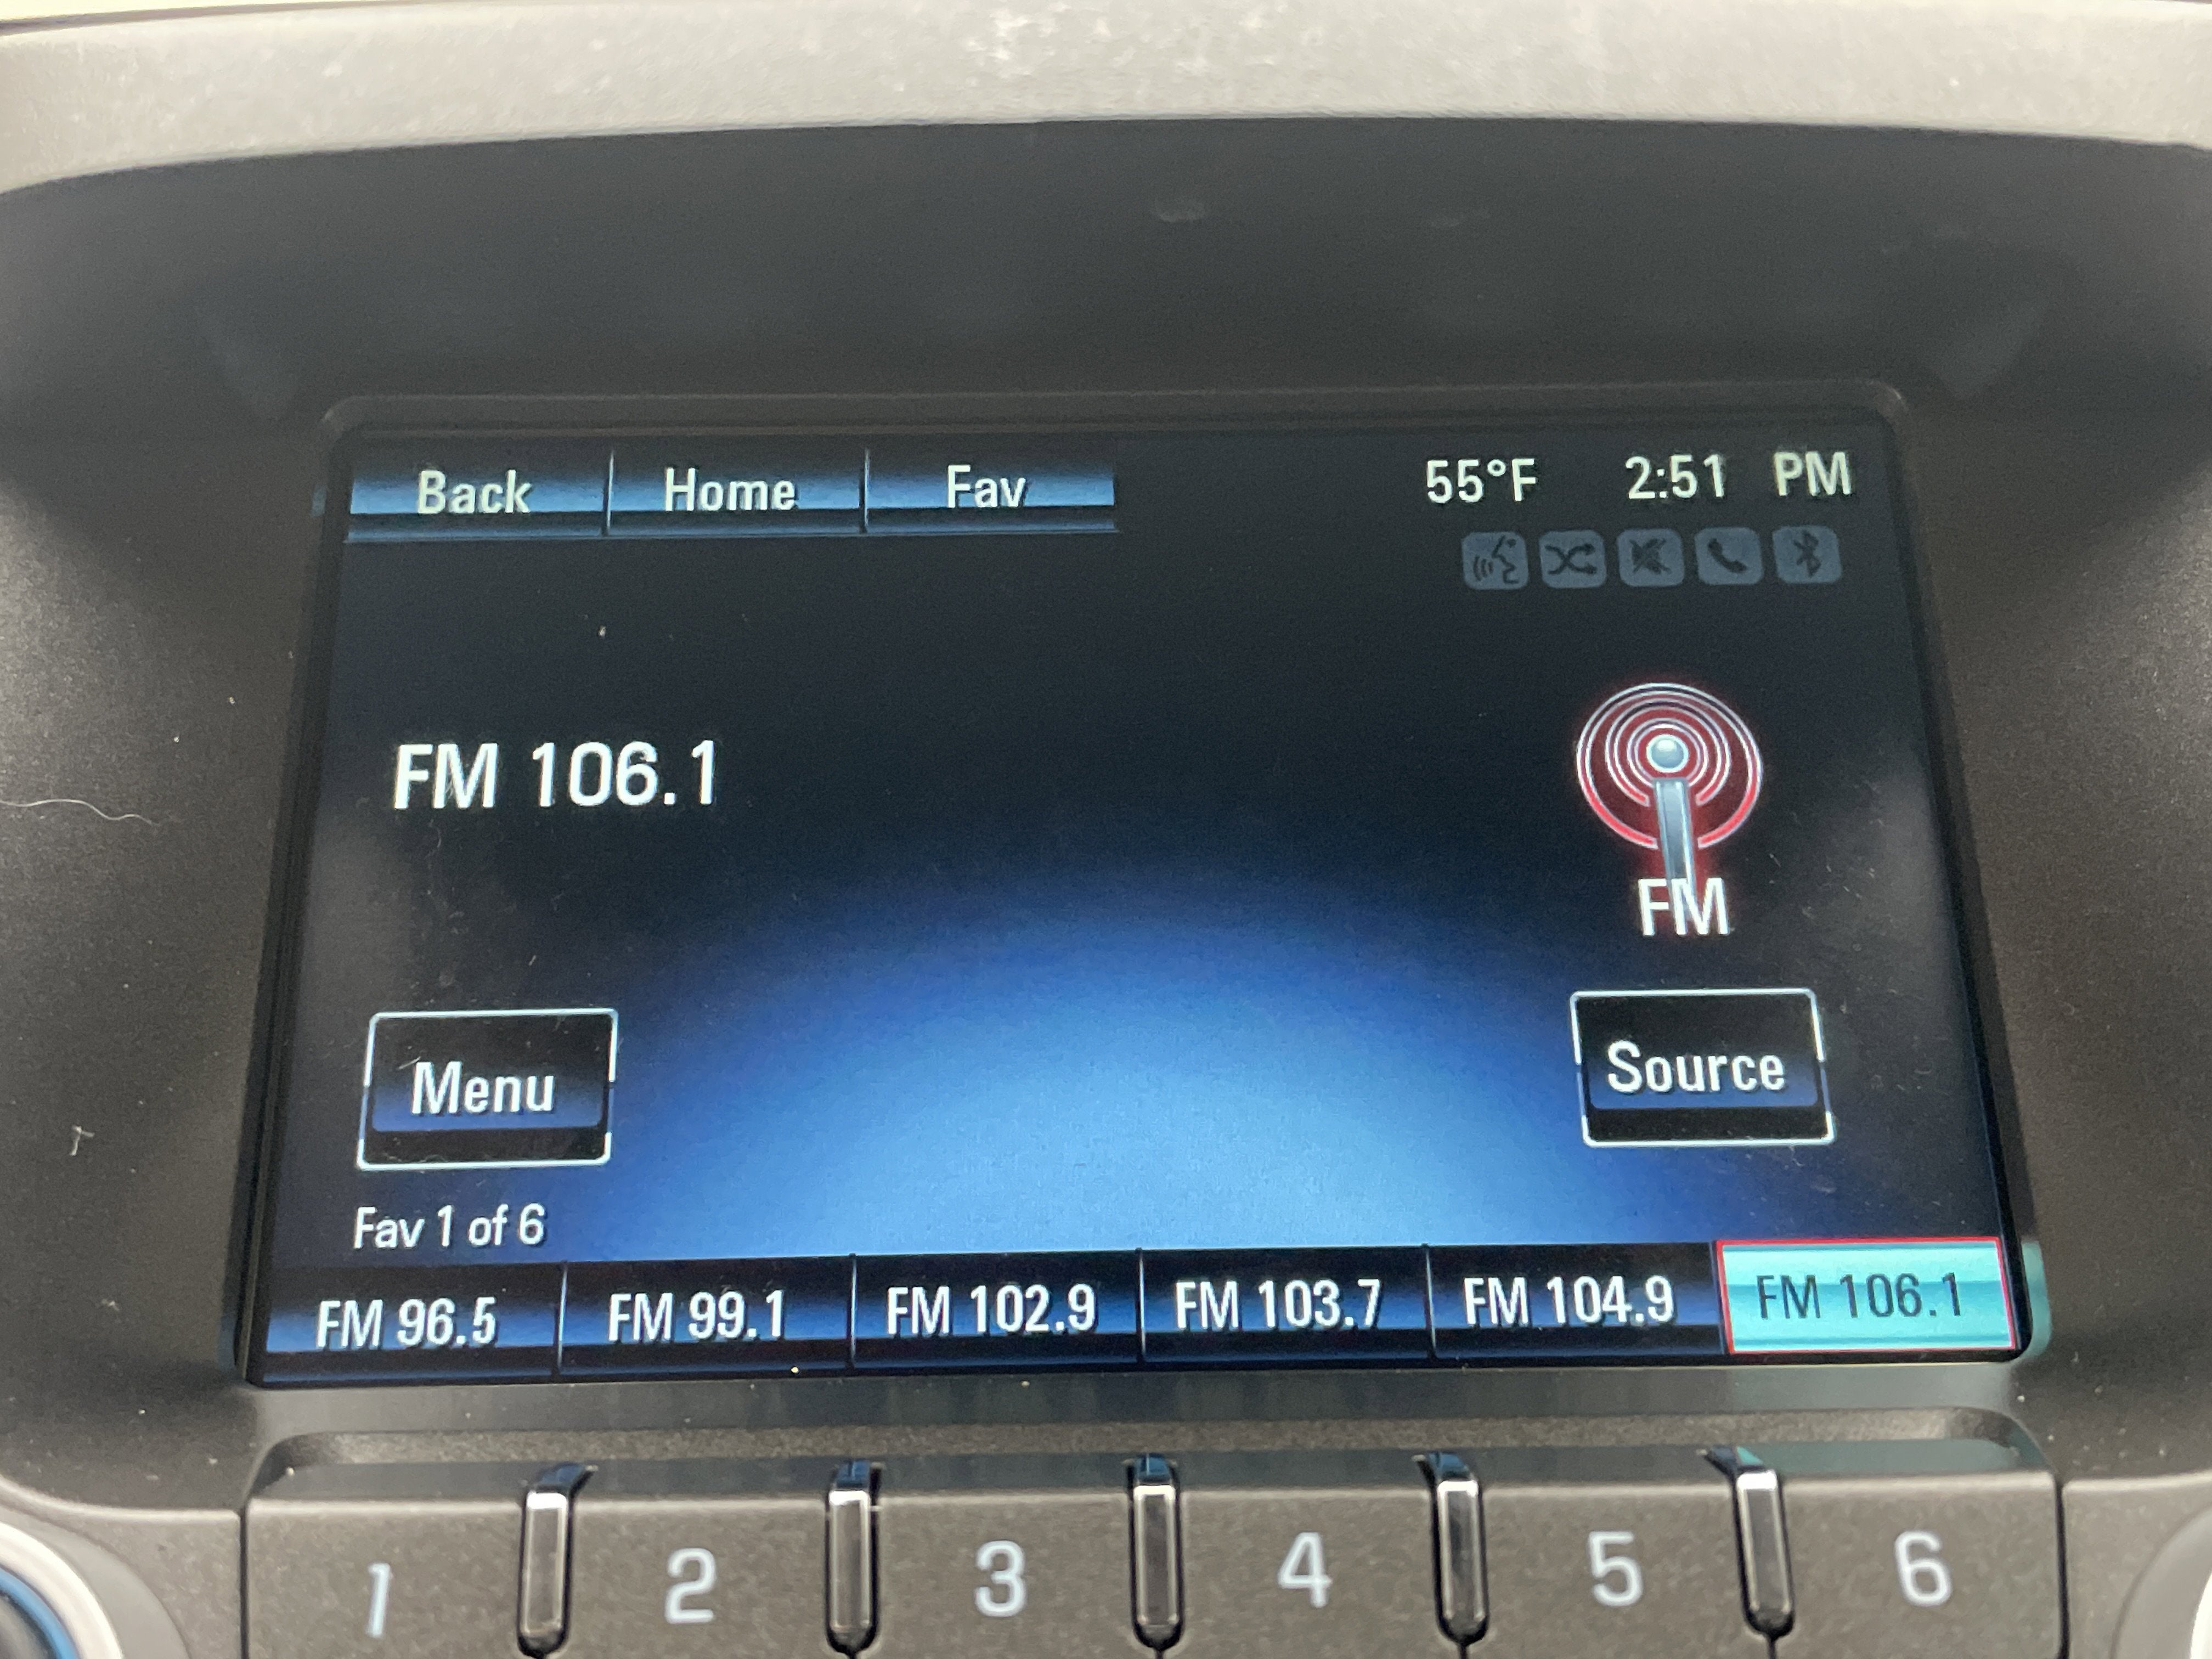 Back Home Fav 55°F 2:51 PM
FM 106.1
FM
Menu Source
Fav 1 of 6
FM 96.5 FM 99.1 FM 102.9 FM 103.7 FM 104.9 FM 106.1
1 2 3 4 5 6